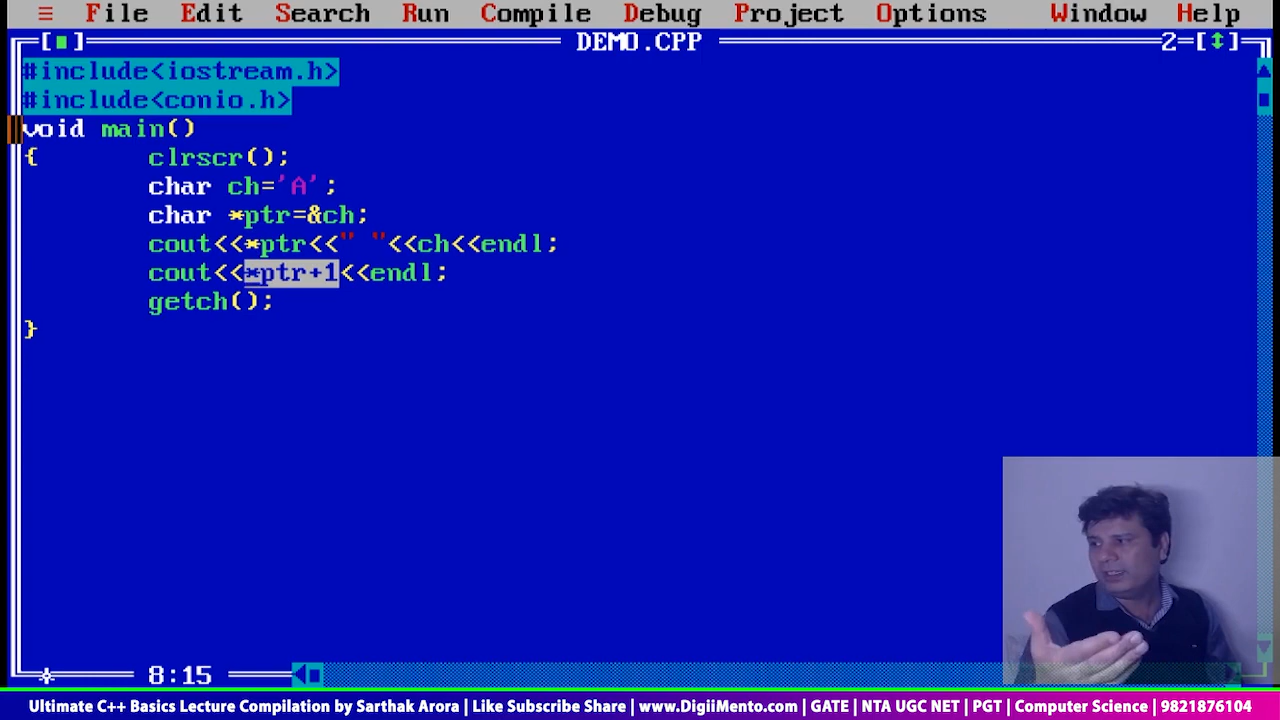 ≡ File Edit Search Run Compile Debug Project Options Window Help
[■] DEMO.CPP 2=[↕]
#include<iostream.h>
#include<conio.h>
void main()
{ clrscr();
char ch='A';
char *ptr=&ch;
cout<<*ptr<<" "<<ch<<endl;
cout<<*ptr+1<<endl;
getch();
}
8:15
Ultimate C++ Basics Lecture Compilation by Sarthak Arora | Like Subscribe Share | www.DigiiMento.com | GATE | NTA UGC NET | PGT | Computer Science | 9821876104